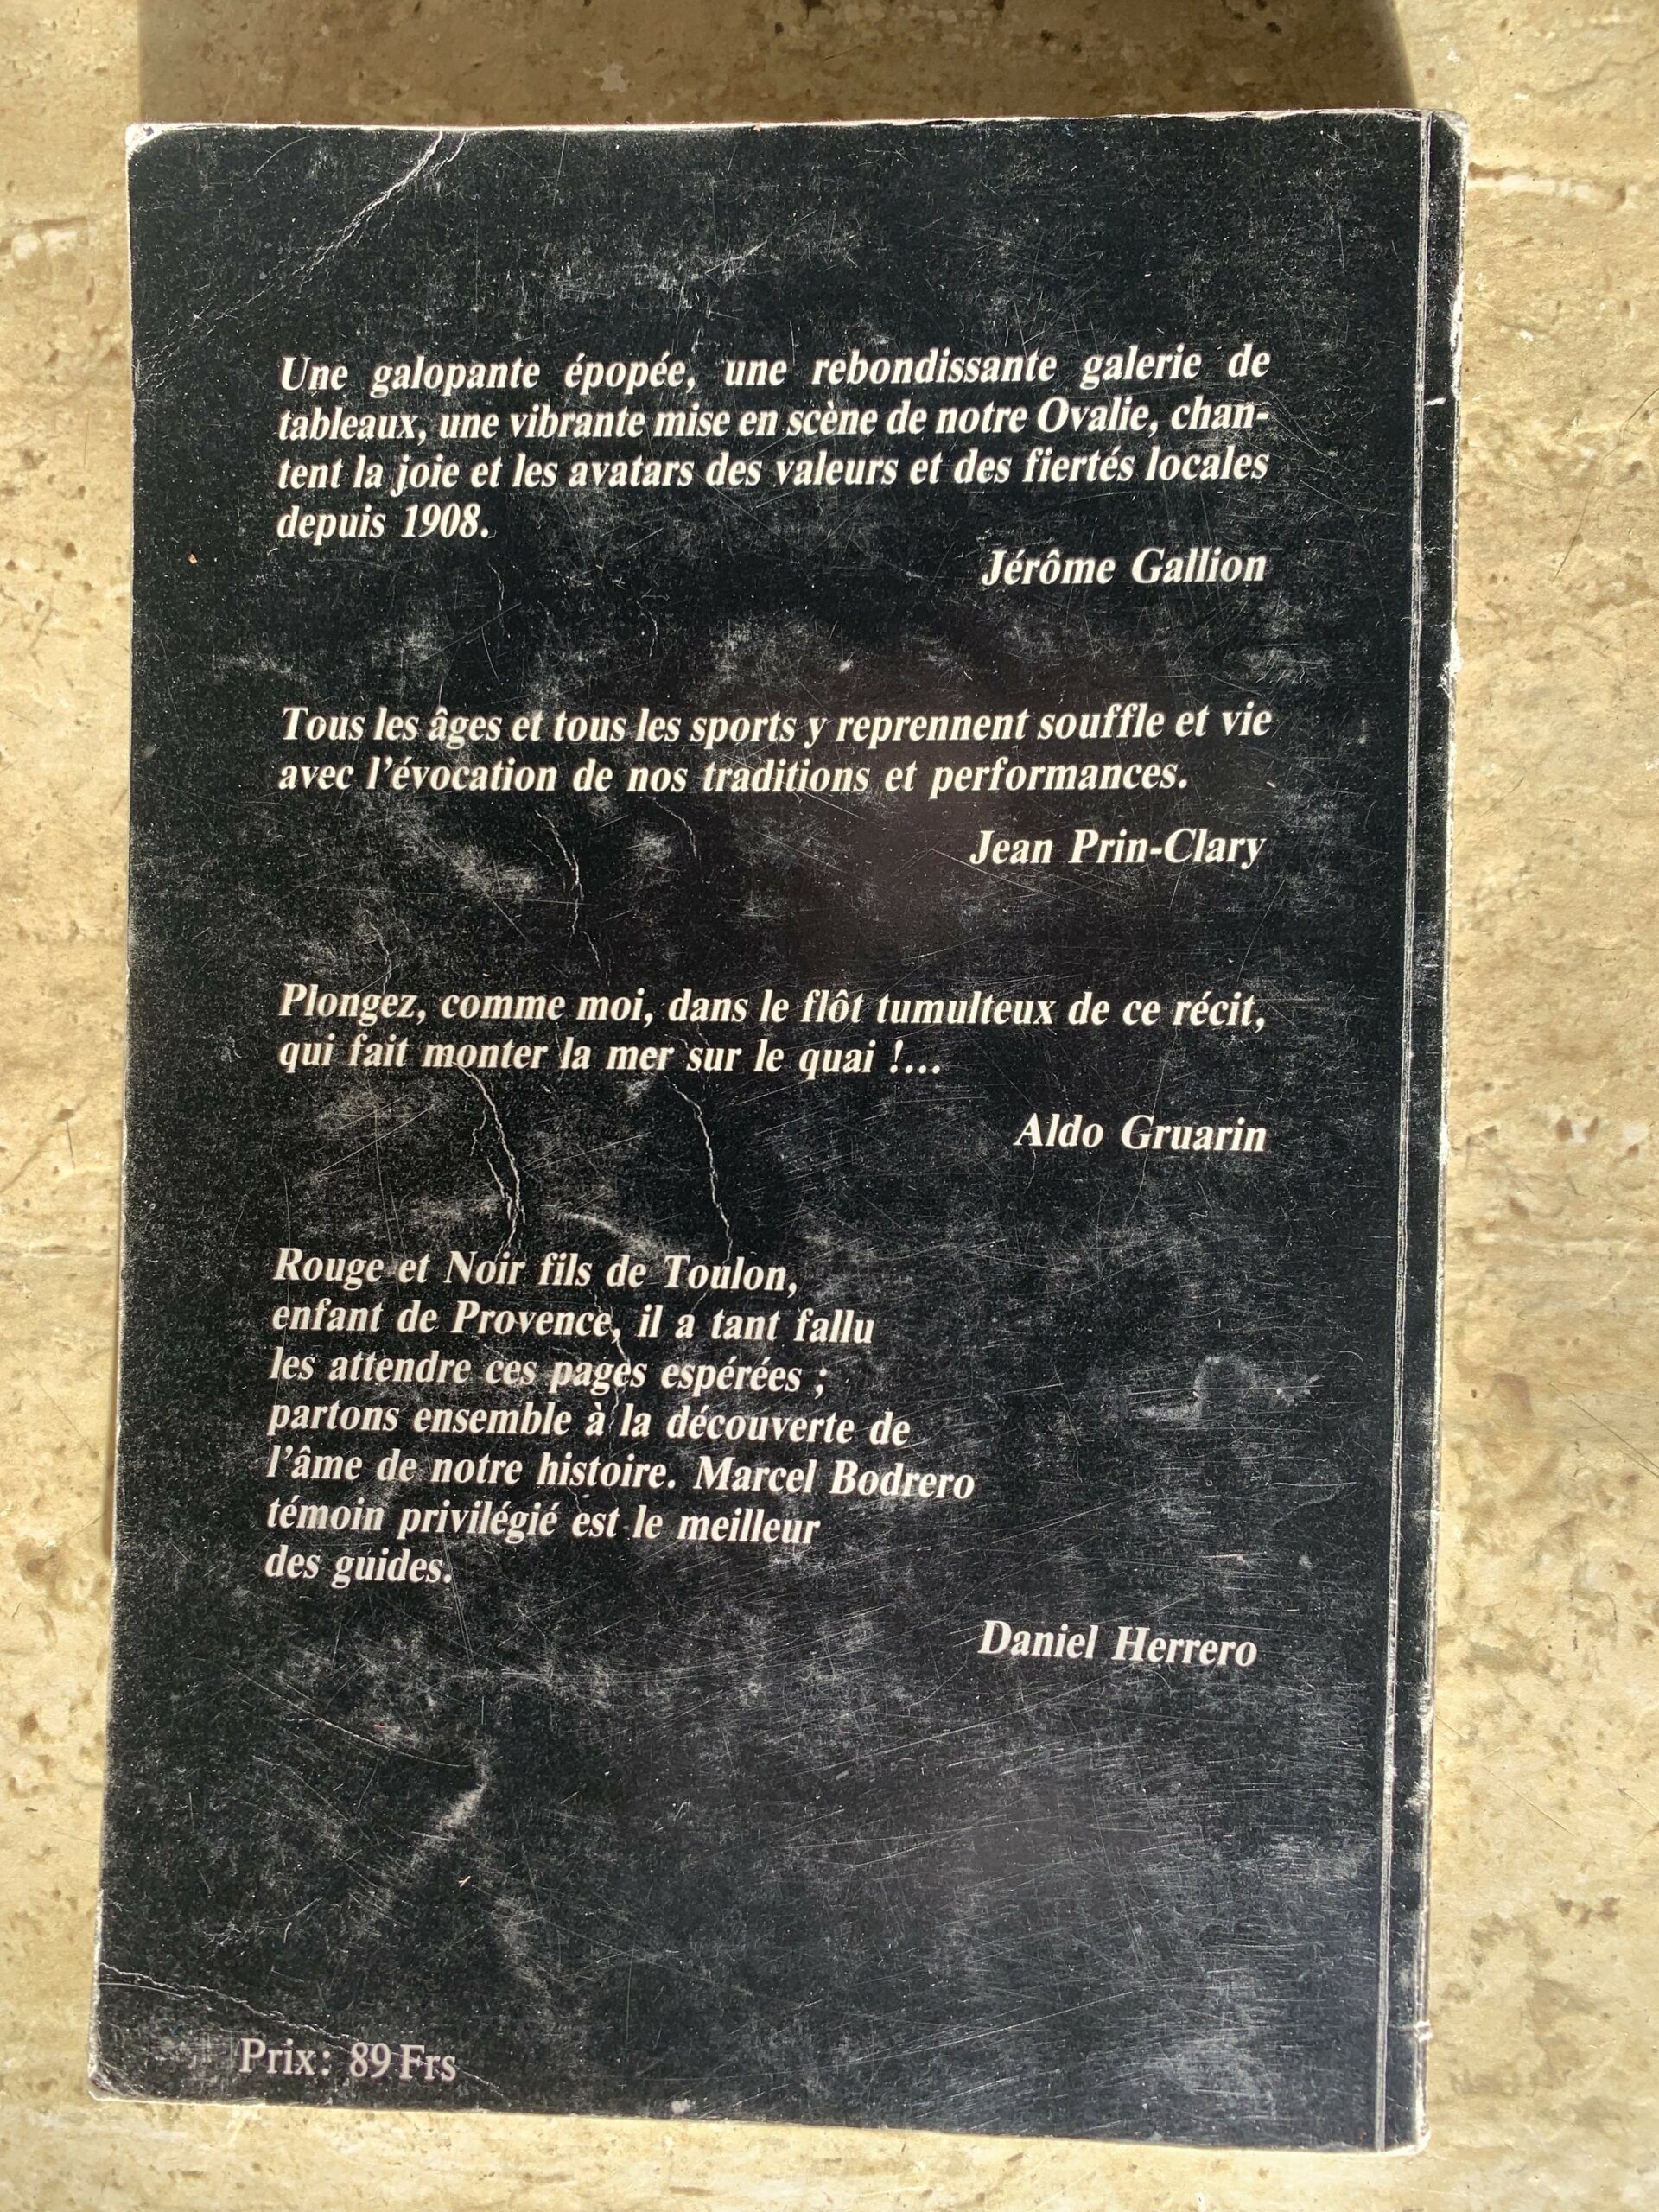 Une galopante épopée, une rebondissante galerie de
tableaux, une vibrante mise en scène de notre Ovalie, chan-
tent la joie et les avatars des valeurs et des fiertés locales
depuis 1908.
Jérôme Gallion
Tous les âges et tous les sports y reprennent souffle et vie
avec l'évocation de nos traditions et performances.
Jean Prin-Clary
Plongez, comme moi, dans le flôt tumulteux de ce récit,
qui fait monter la mer sur le quai !...
Aldo Gruarin
Rouge et Noir fils de Toulon,
enfant de Provence, il a tant fallu
les attendre ces pages espérées ;
partons ensemble à la découverte de
l'âme de notre histoire. Marcel Bodrero
témoin privilégié est le meilleur
des guides.
Daniel Herrero
Prix: 89 Frs